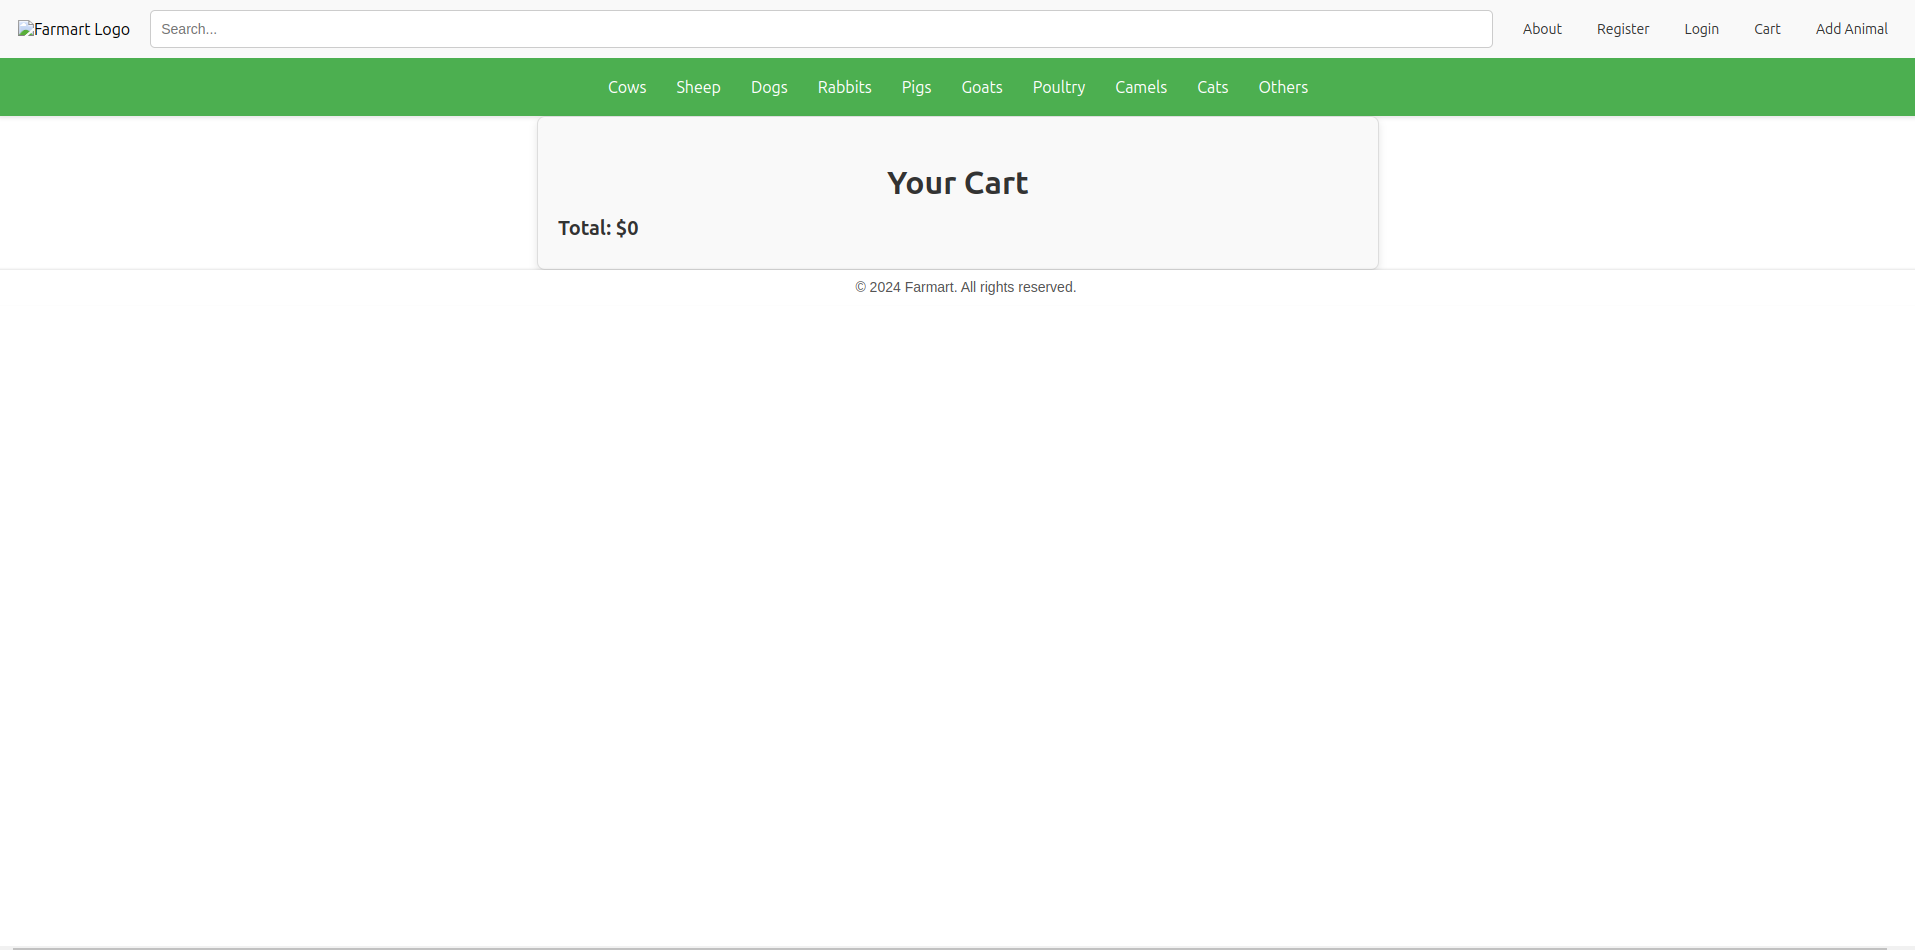 Farmart Logo
Search...
About Register Login Cart Add Animal
Cows Sheep Dogs Rabbits Pigs Goats Poultry Camels Cats Others
Your Cart
Total: $0
© 2024 Farmart. All rights reserved.